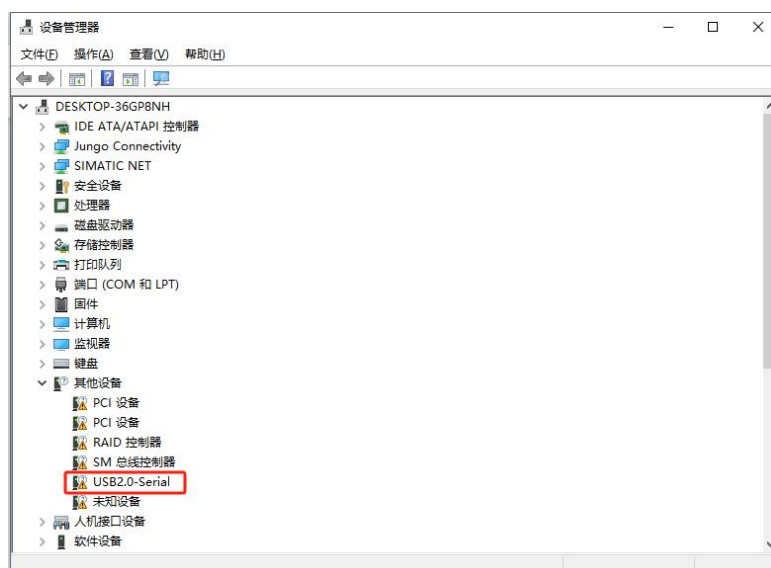 设备管理器
文件(F) 操作(A) 查看(V) 帮助(H)
DESKTOP-36GP8NH
IDE ATA/ATAPI 控制器
Jungo Connectivity
SIMATIC NET
安全设备
处理器
磁盘驱动器
存储控制器
打印队列
端口 (COM 和 LPT)
固件
计算机
监视器
键盘
其他设备
PCI 设备
PCI 设备
RAID 控制器
SM 总线控制器
USB2.0-Serial
未知设备
人机接口设备
软件设备